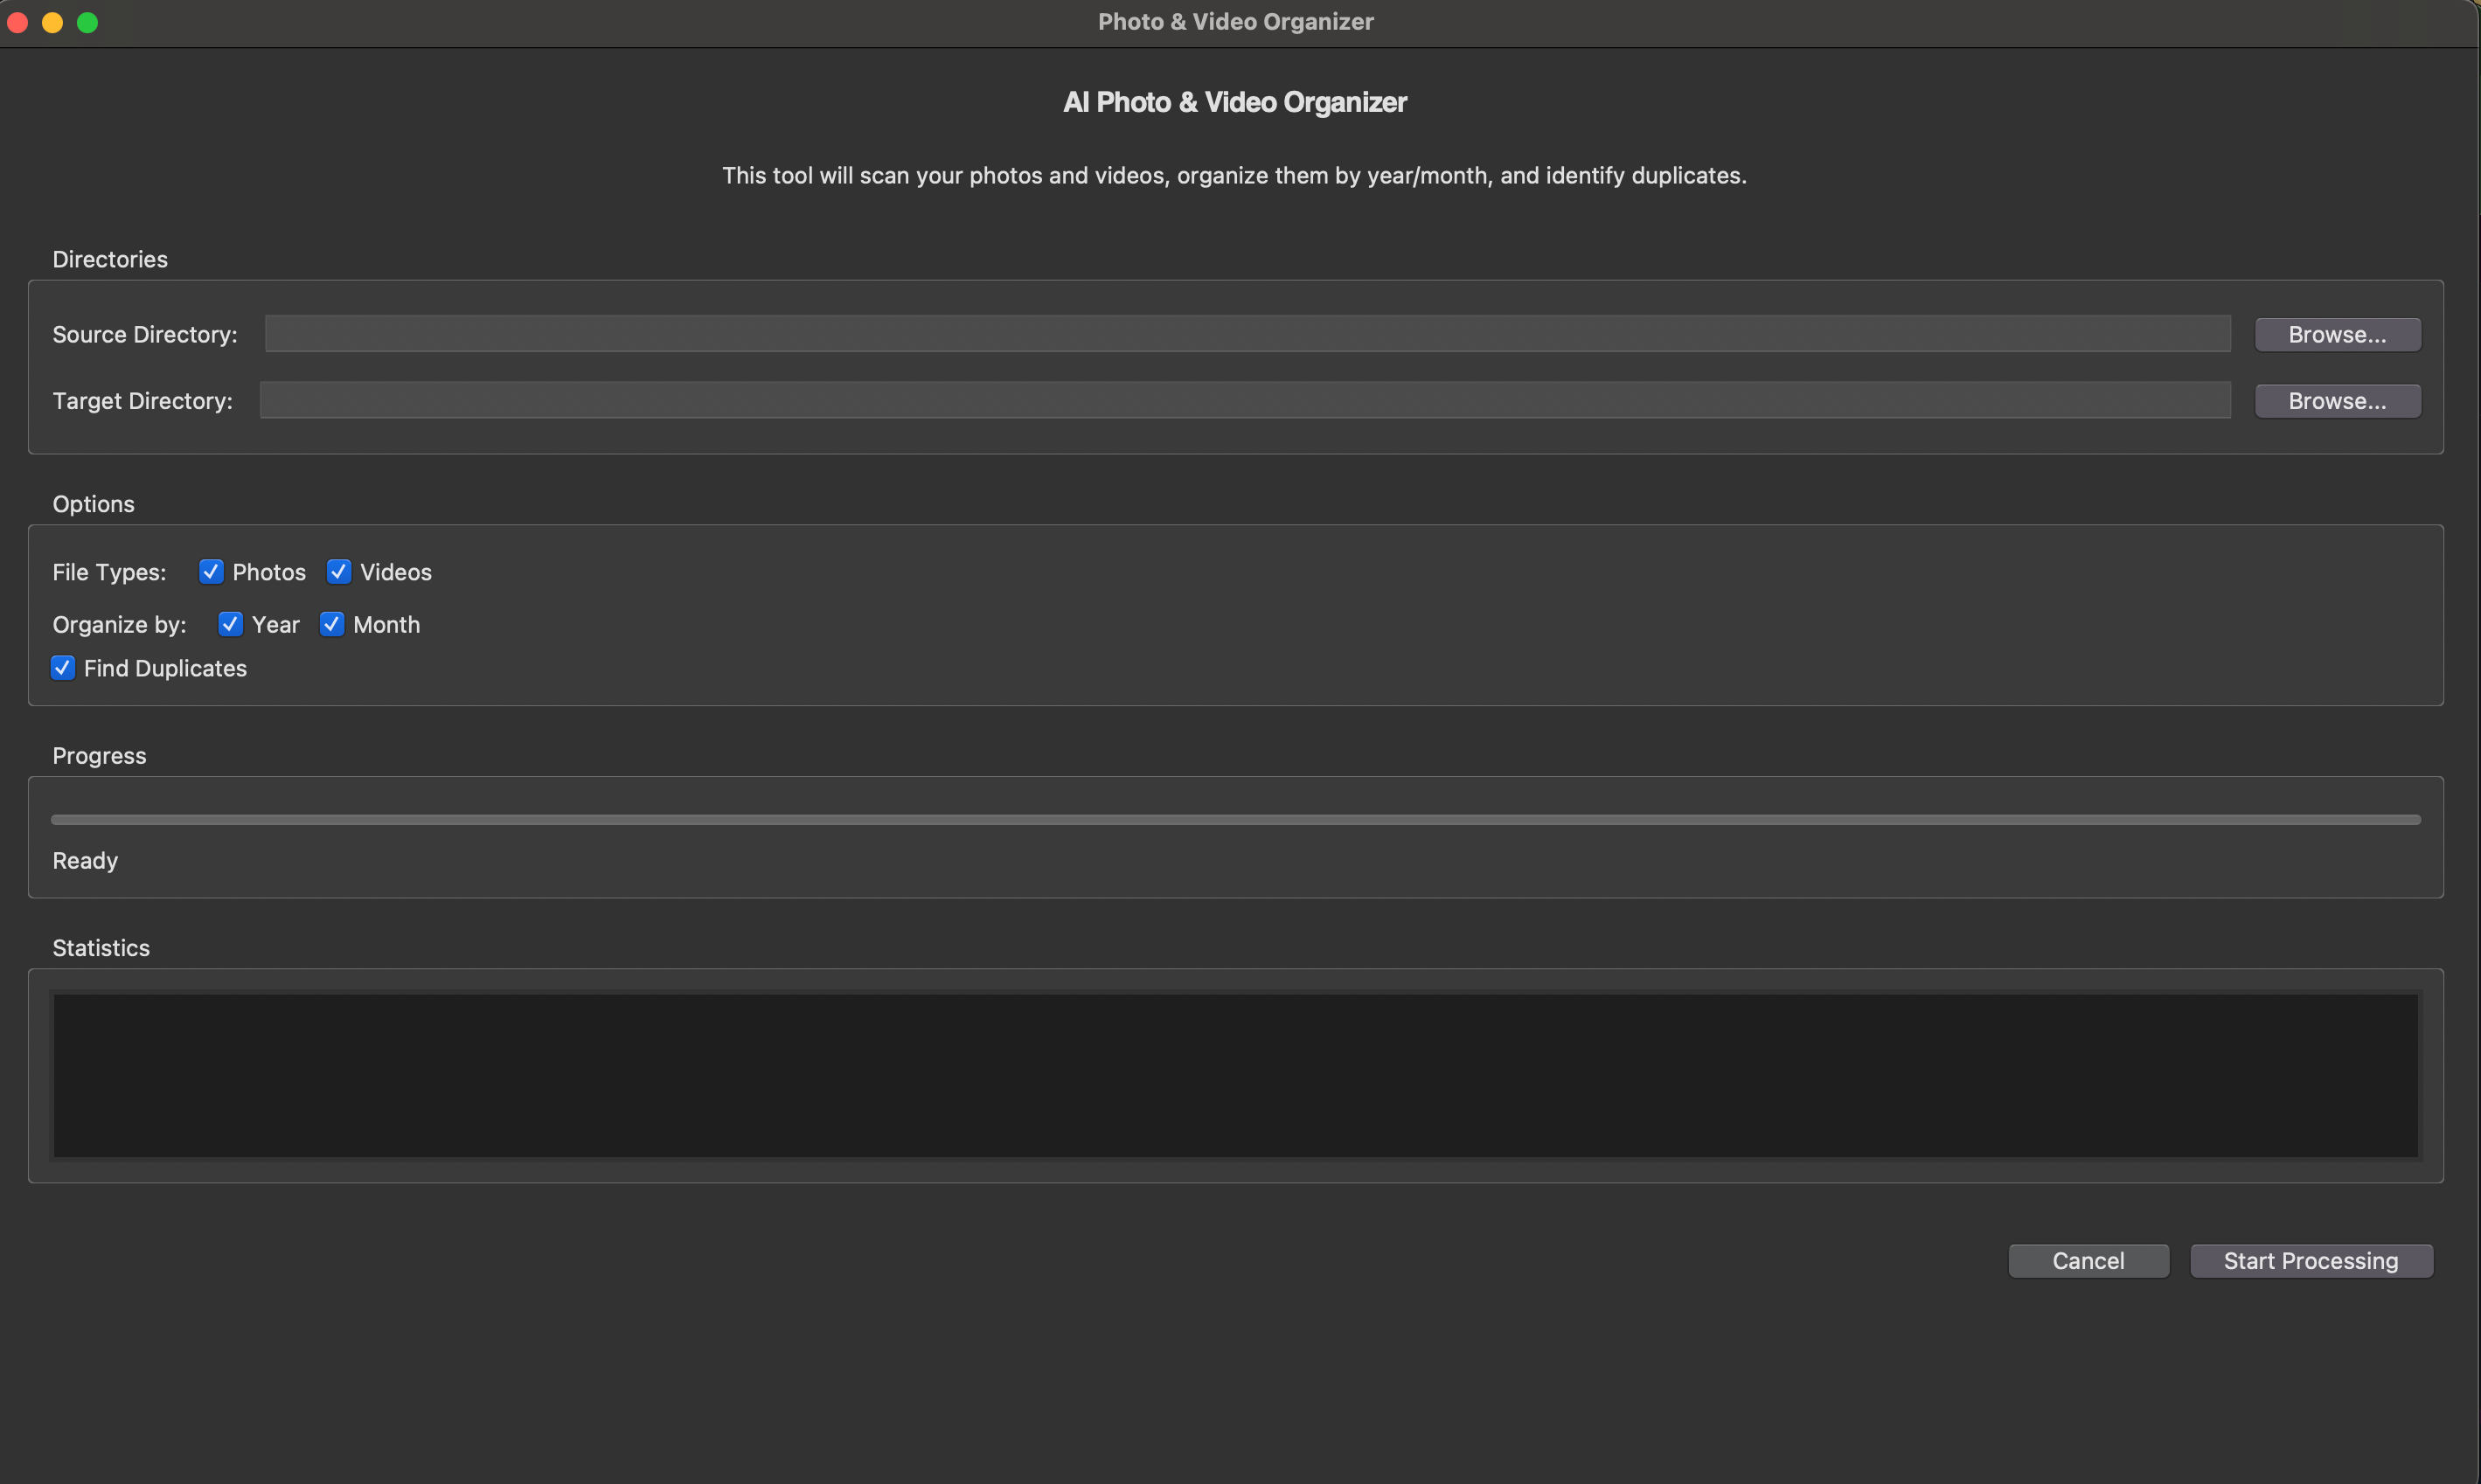 Photo & Video Organizer
AI Photo & Video Organizer
This tool will scan your photos and videos, organize them by year/month, and identify duplicates.
Directories
Source Directory: Browse...
Target Directory: Browse...
Options
File Types: Photos Videos
Organize by: Year Month
Find Duplicates
Progress
Ready
Statistics
Cancel Start Processing